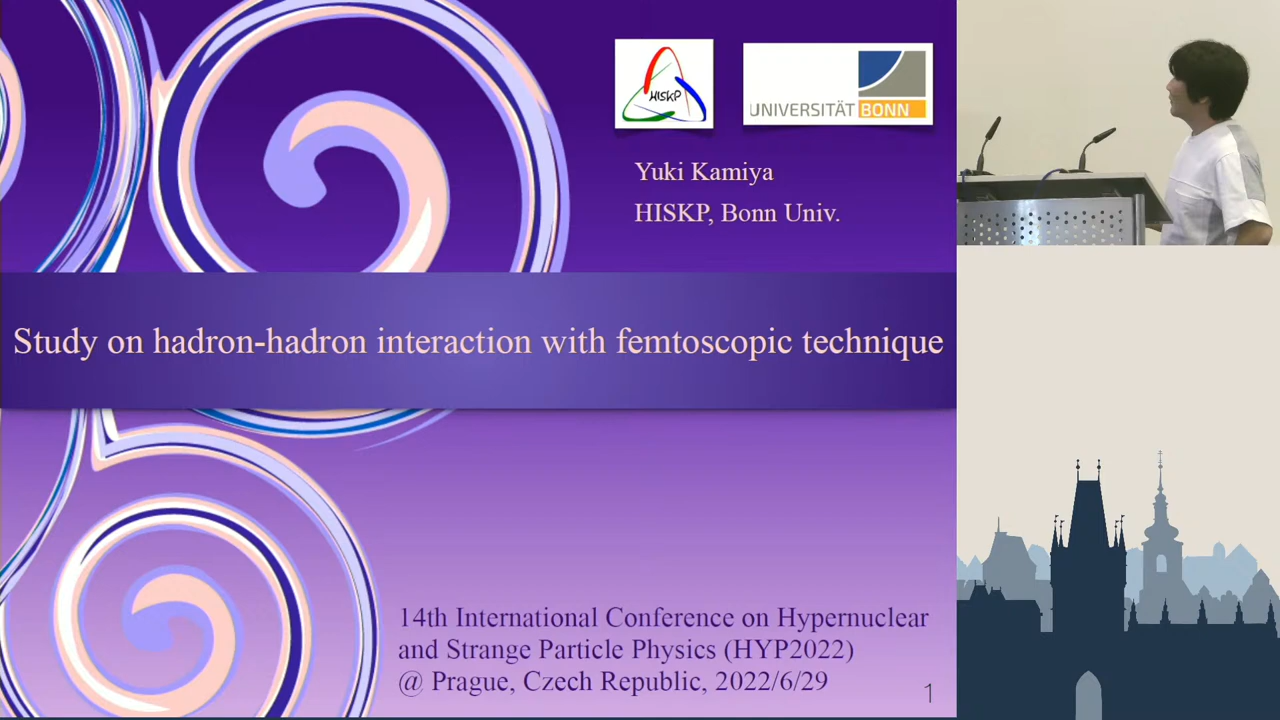 HISKP
UNIVERSITÄT BONN
Yuki Kamiya
HISKP, Bonn Univ.
Study on hadron-hadron interaction with femtoscopic technique
14th International Conference on Hypernuclear
and Strange Particle Physics (HYP2022)
@ Prague, Czech Republic, 2022/6/29
1